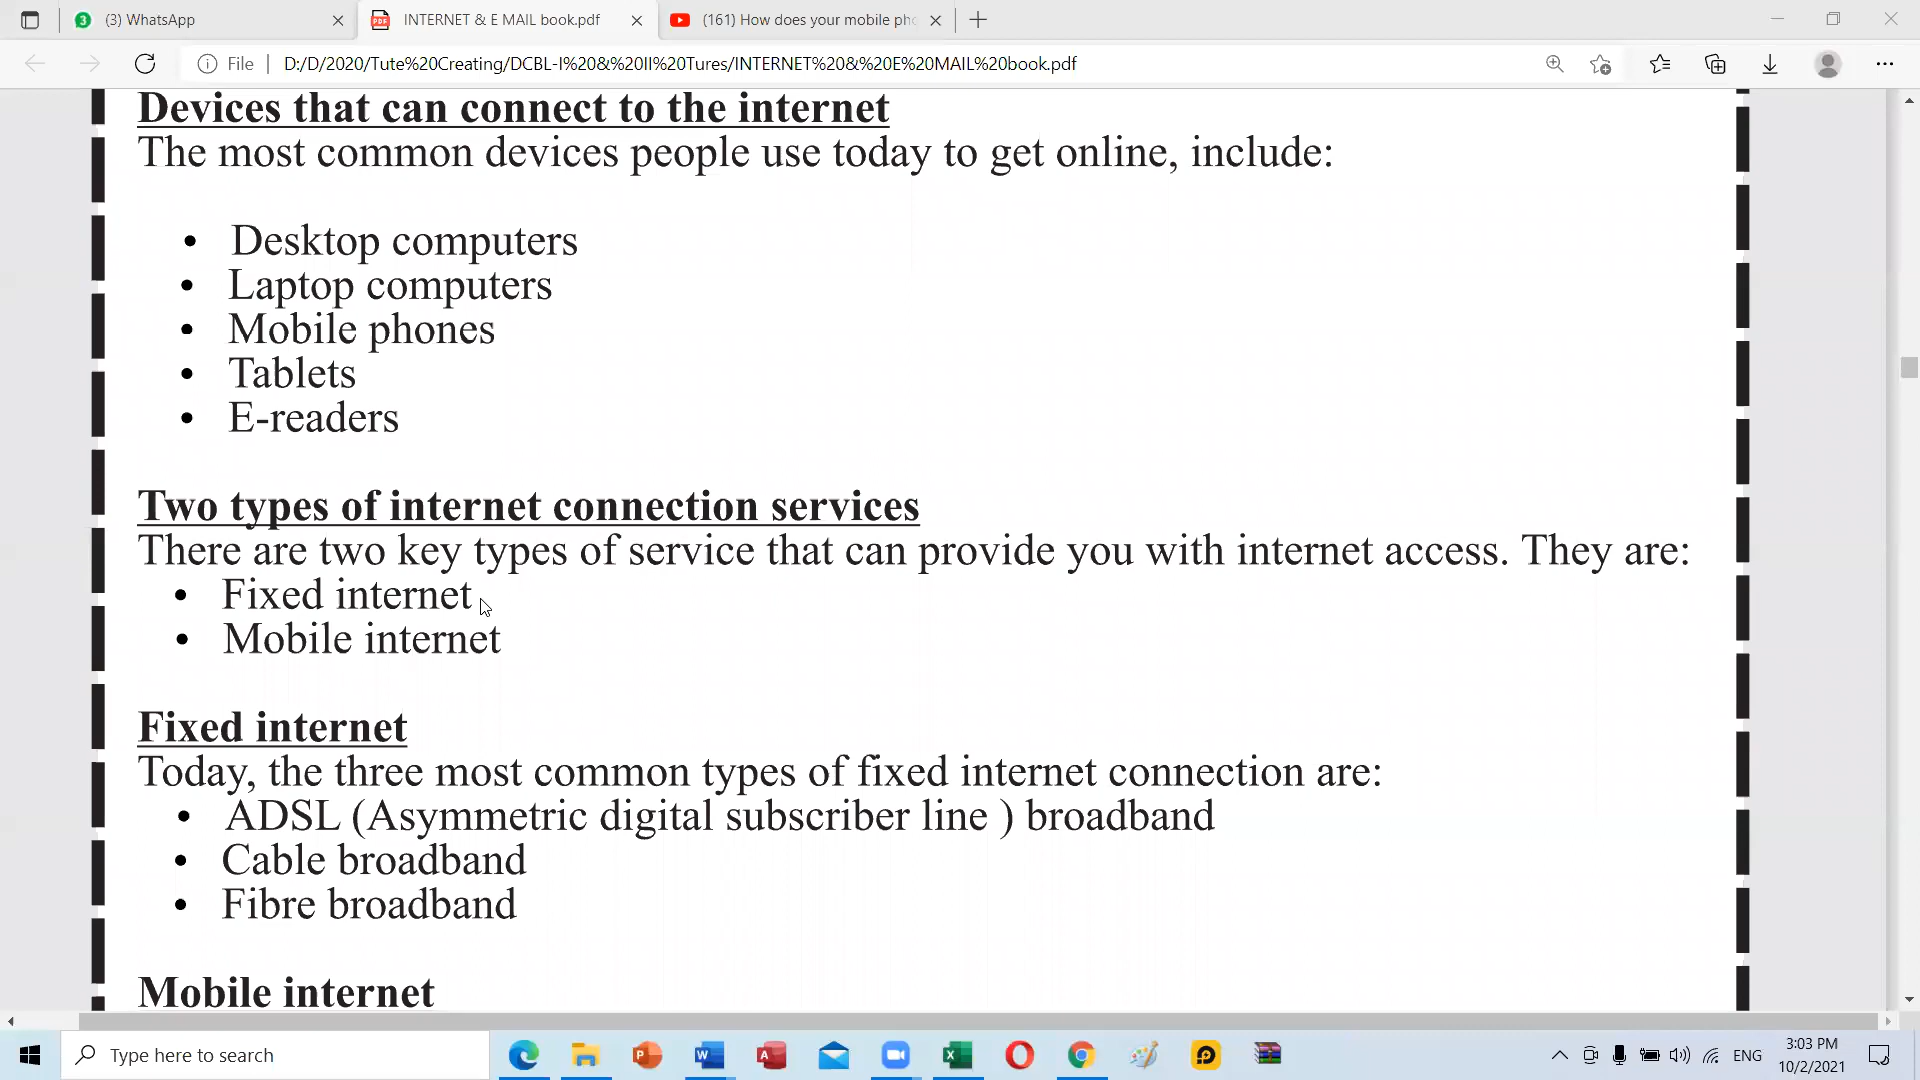 (3) WhatsApp
INTERNET & E MAIL book.pdf
(161) How does your mobile pho
File
D:/D/2020/Tute%20Creating/DCBL-I%20&%20II%20Tures/INTERNET%20&%20E%20MAIL%20book.pdf
Devices that can connect to the internet
The most common devices people use today to get online, include:
• Desktop computers
• Laptop computers
• Mobile phones
• Tablets
• E-readers
Two types of internet connection services
There are two key types of service that can provide you with internet access. They are:
• Fixed internet
• Mobile internet
Fixed internet
Today, the three most common types of fixed internet connection are:
• ADSL (Asymmetric digital subscriber line ) broadband
• Cable broadband
• Fibre broadband
Mobile internet
Type here to search
ENG
3:03 PM
10/2/2021